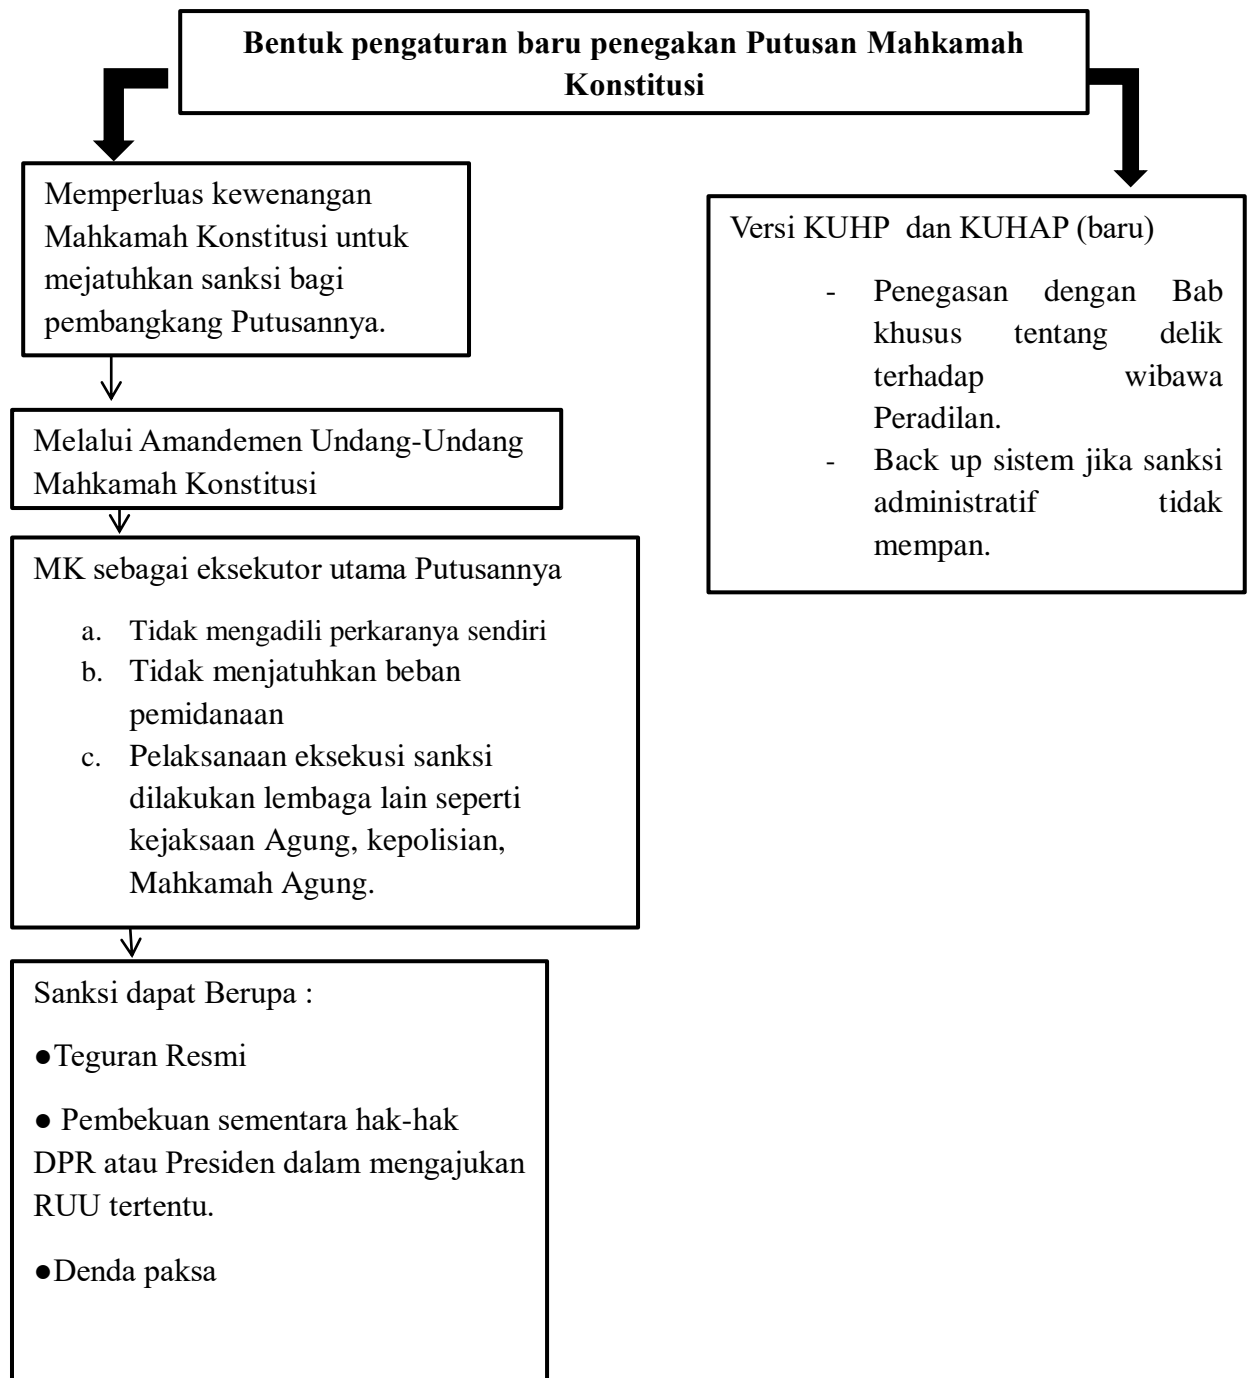 Bentuk pengaturan baru penegakan Putusan Mahkamah
Konstitusi
Memperluas kewenangan
Mahkamah Konstitusi untuk
mejatuhkan sanksi bagi
pembangkang Putusannya.
Melalui Amandemen Undang-Undang
Mahkamah Konstitusi
MK sebagai eksekutor utama Putusannya
a. Tidak mengadili perkaranya sendiri
b. Tidak menjatuhkan beban
pemidanaan
c. Pelaksanaan eksekusi sanksi
dilakukan lembaga lain seperti
kejaksaan Agung, kepolisian,
Mahkamah Agung.
Sanksi dapat Berupa :
●Teguran Resmi
● Pembekuan sementara hak-hak
DPR atau Presiden dalam mengajukan
RUU tertentu.
●Denda paksa
Versi KUHP dan KUHAP (baru)
- Penegasan dengan Bab
khusus tentang delik
terhadap wibawa
Peradilan.
- Back up sistem jika sanksi
administratif tidak
mempan.